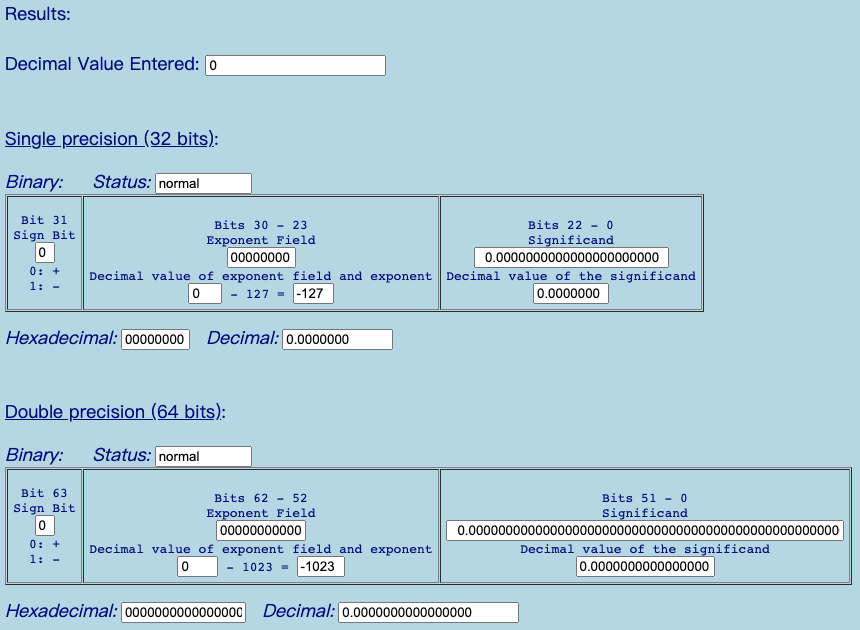 Results:
Decimal Value Entered: 0
Single precision (32 bits):
Binary: Status: normal
Bit 31
Sign Bit
0
0: +
1: -
Bits 30 - 23
Exponent Field
00000000
Decimal value of exponent field and exponent
0 - 127 = -127
Bits 22 - 0
Significand
0.00000000000000000000000
Decimal value of the significand
0.0000000
Hexadecimal: 00000000 Decimal: 0.0000000
Double precision (64 bits):
Binary: Status: normal
Bit 63
Sign Bit
0
0: +
1: -
Bits 62 - 52
Exponent Field
00000000000
Decimal value of exponent field and exponent
0 - 1023 = -1023
Bits 51 - 0
Significand
0.0000000000000000000000000000000000000000000000000000
Decimal value of the significand
0.0000000000000000
Hexadecimal: 0000000000000000 Decimal: 0.0000000000000000